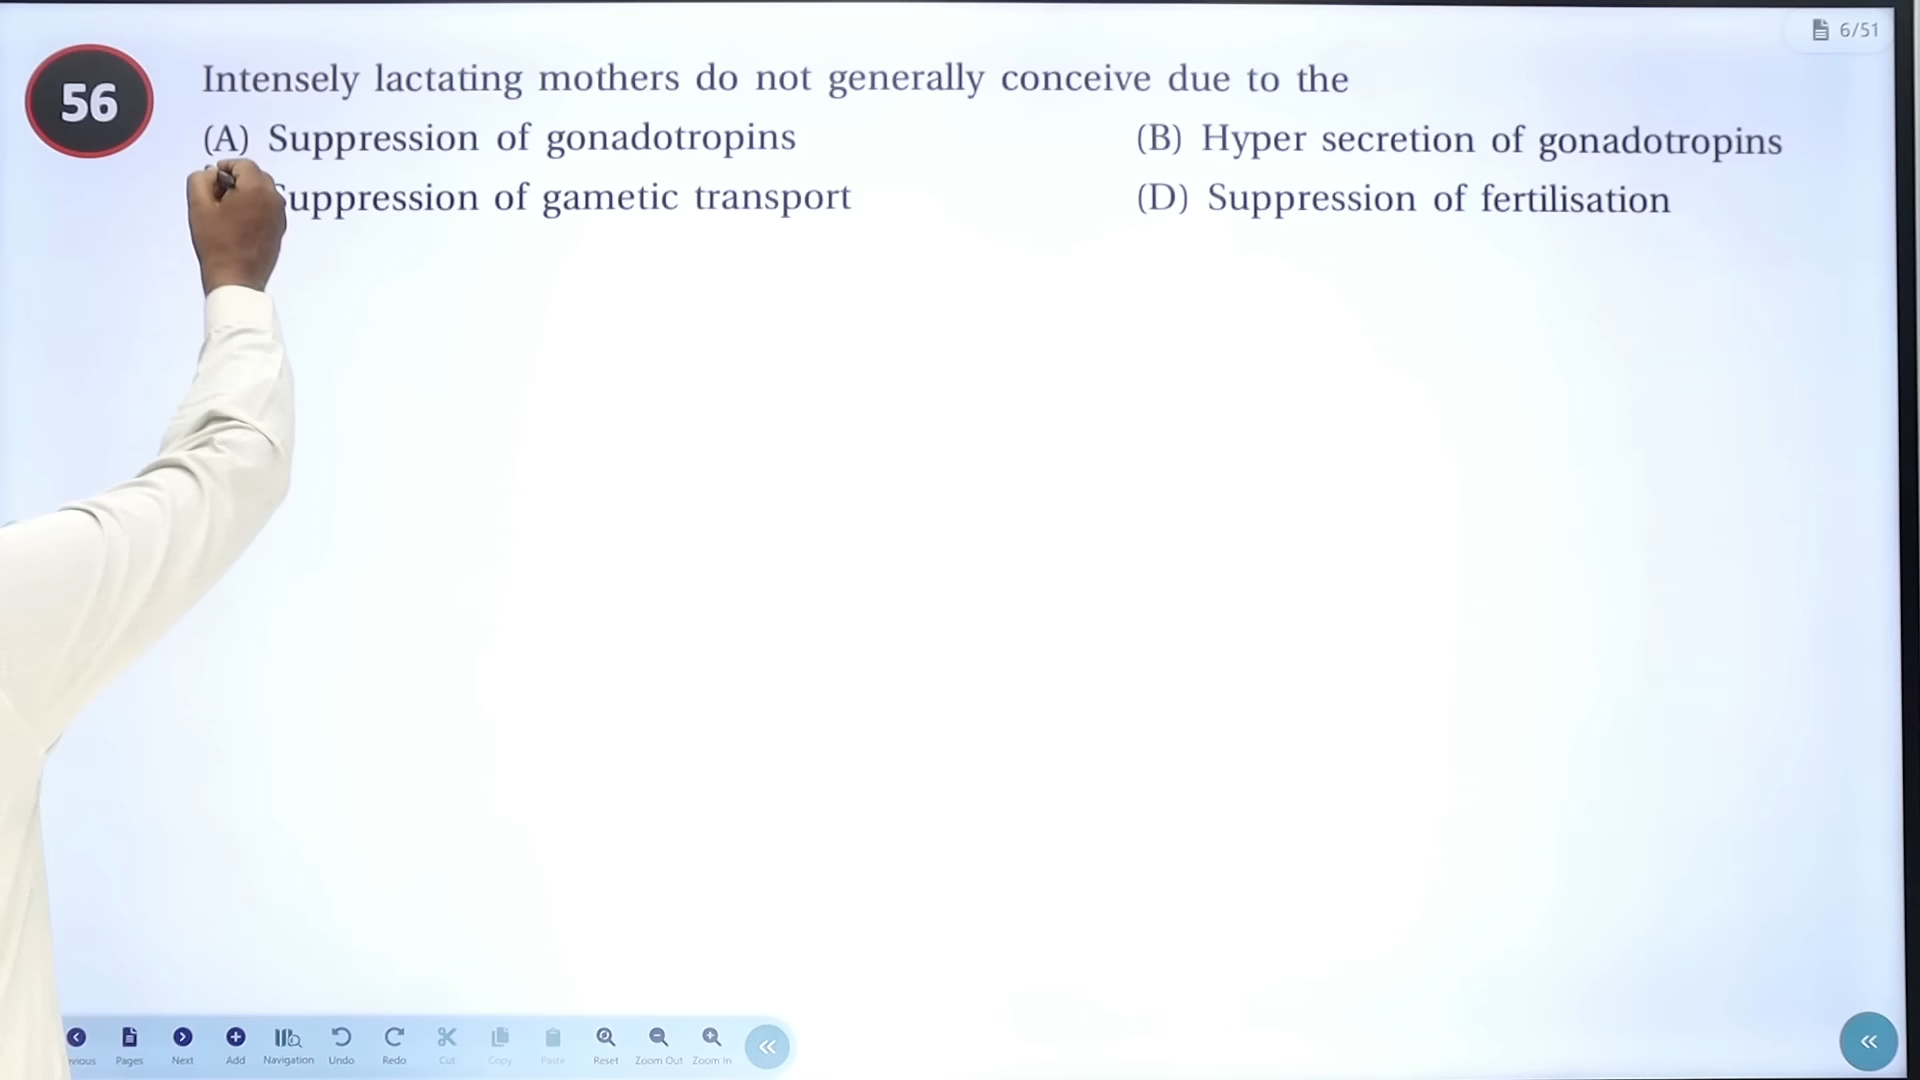 6/51
56
Intensely lactating mothers do not generally conceive due to the
(A) Suppression of gonadotropins (B) Hyper secretion of gonadotropins
Suppression of gametic transport (D) Suppression of fertilisation
Pages Next Add Navigation Undo Redo Cut Copy Paste Reset Zoom Out Zoom In